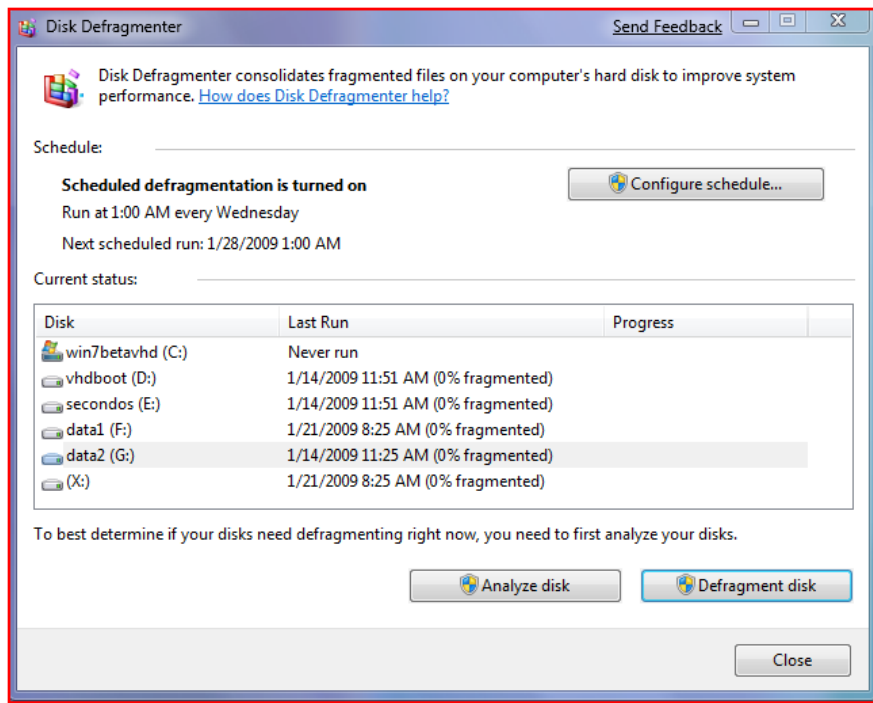 Disk Defragmenter
Send Feedback
Disk Defragmenter consolidates fragmented files on your computer's hard disk to improve system
performance. How does Disk Defragmenter help?
Schedule:
Scheduled defragmentation is turned on
Configure schedule...
Run at 1:00 AM every Wednesday
Next scheduled run: 1/28/2009 1:00 AM
Current status:
Disk Last Run Progress
win7betavhd (C:) Never run
vhdboot (D:) 1/14/2009 11:51 AM (0% fragmented)
secondos (E:) 1/14/2009 11:51 AM (0% fragmented)
data1 (F:) 1/21/2009 8:25 AM (0% fragmented)
data2 (G:) 1/14/2009 11:25 AM (0% fragmented)
(X:) 1/21/2009 8:25 AM (0% fragmented)
To best determine if your disks need defragmenting right now, you need to first analyze your disks.
Analyze disk Defragment disk
Close